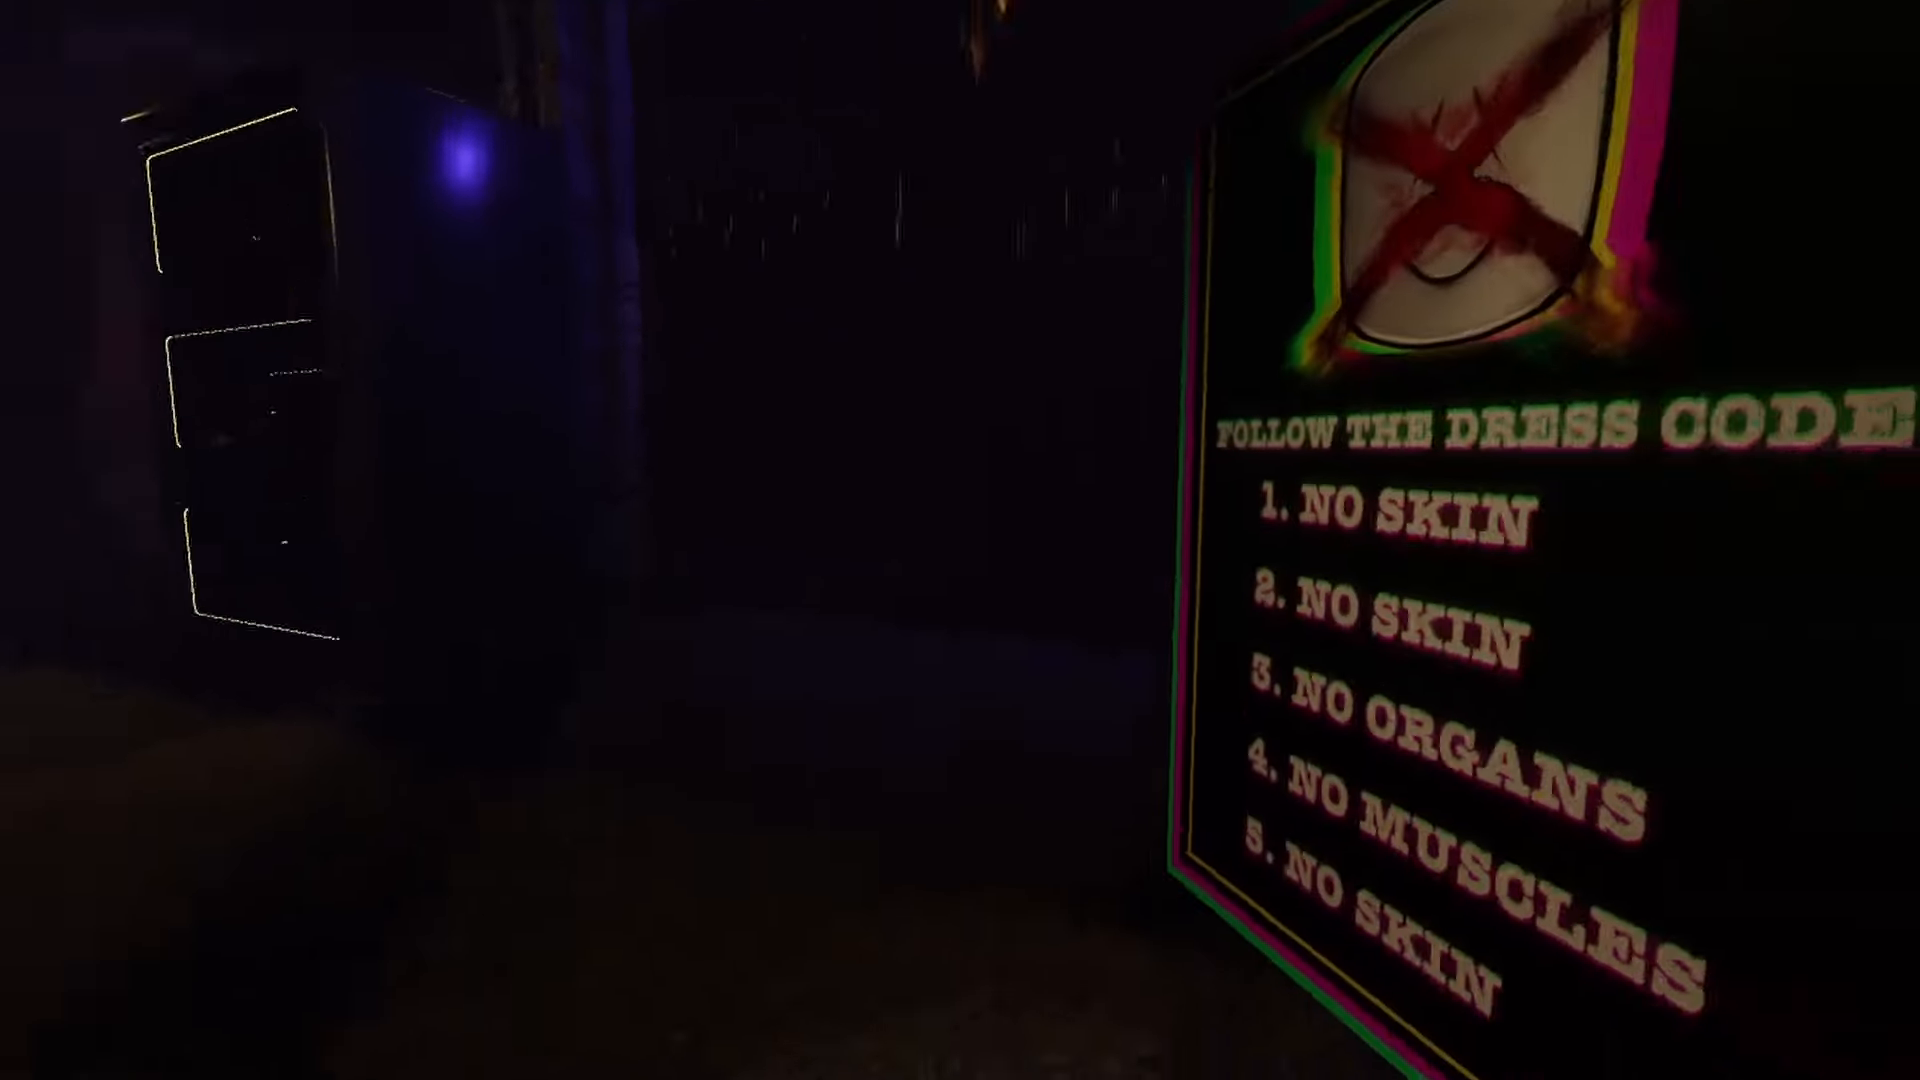 FOLLOW THE DRESS CODE
1. NO SKIN
2. NO SKIN
3. NO ORGANS
4. NO MUSCLES
5. NO SKIN